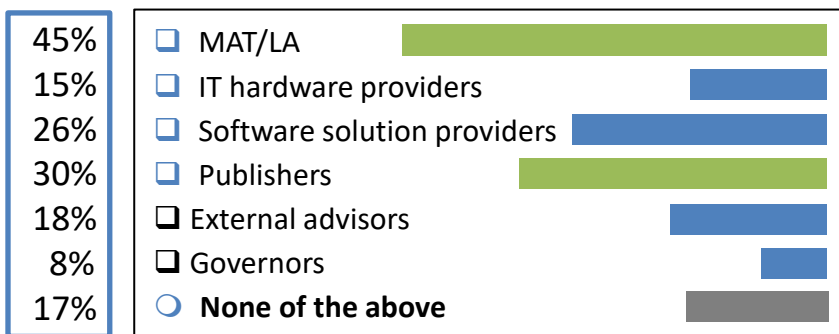 45% ❑ MAT/LA
15% ❑ IT hardware providers
26% ❑ Software solution providers
30% ❑ Publishers
18% ❑ External advisors
8% ❑ Governors
17% ❍ None of the above